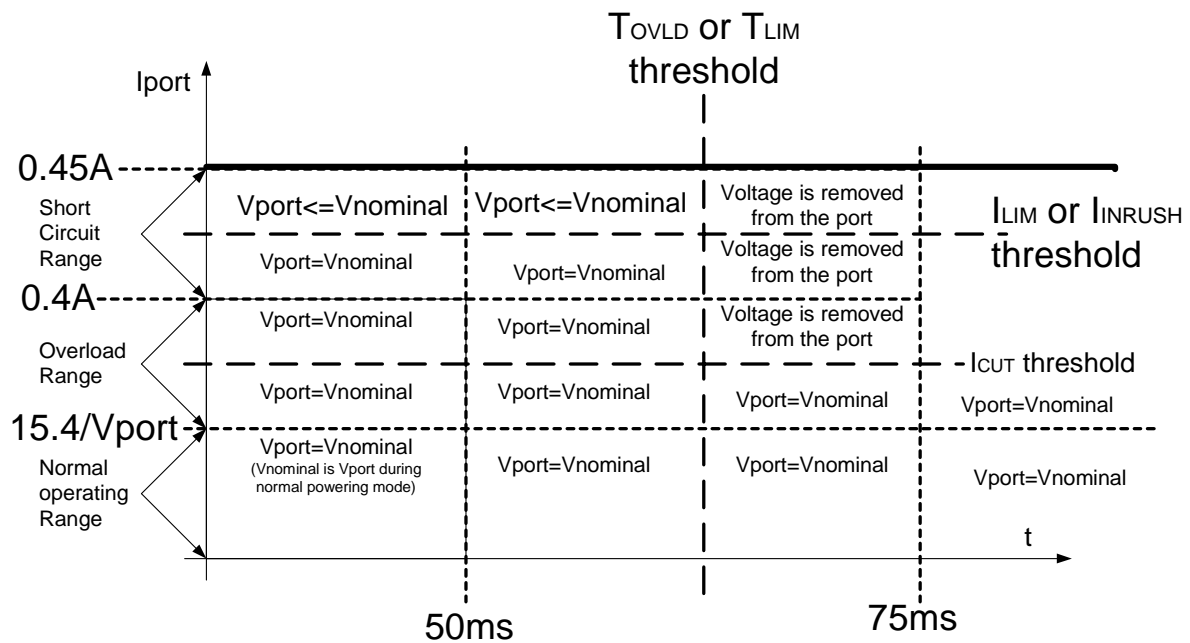 TOVLD or TLIM
threshold
Iport
0.45A
Short
Circuit
Range
Vport<=Vnominal
Vport<=Vnominal
Voltage is removed
from the port
ILIM or IINRUSH
threshold
Vport=Vnominal
Vport=Vnominal
Voltage is removed
from the port
0.4A
Vport=Vnominal
Vport=Vnominal
Voltage is removed
from the port
Overload
Range
ICUT threshold
Vport=Vnominal
Vport=Vnominal
Vport=Vnominal
Vport=Vnominal
15.4/Vport
Normal
operating
Range
Vport=Vnominal
(Vnominal is Vport during
normal powering mode)
Vport=Vnominal
Vport=Vnominal
Vport=Vnominal
t
50ms
75ms